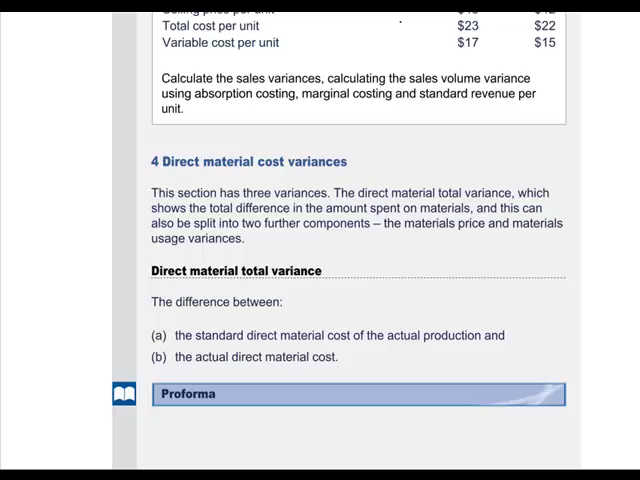 Total cost per unit $23 $22
Variable cost per unit $17 $15
Calculate the sales variances, calculating the sales volume variance
using absorption costing, marginal costing and standard revenue per
unit.
4 Direct material cost variances
This section has three variances. The direct material total variance, which
shows the total difference in the amount spent on materials, and this can
also be split into two further components – the materials price and materials
usage variances.
Direct material total variance
The difference between:
(a) the standard direct material cost of the actual production and
(b) the actual direct material cost.
Proforma